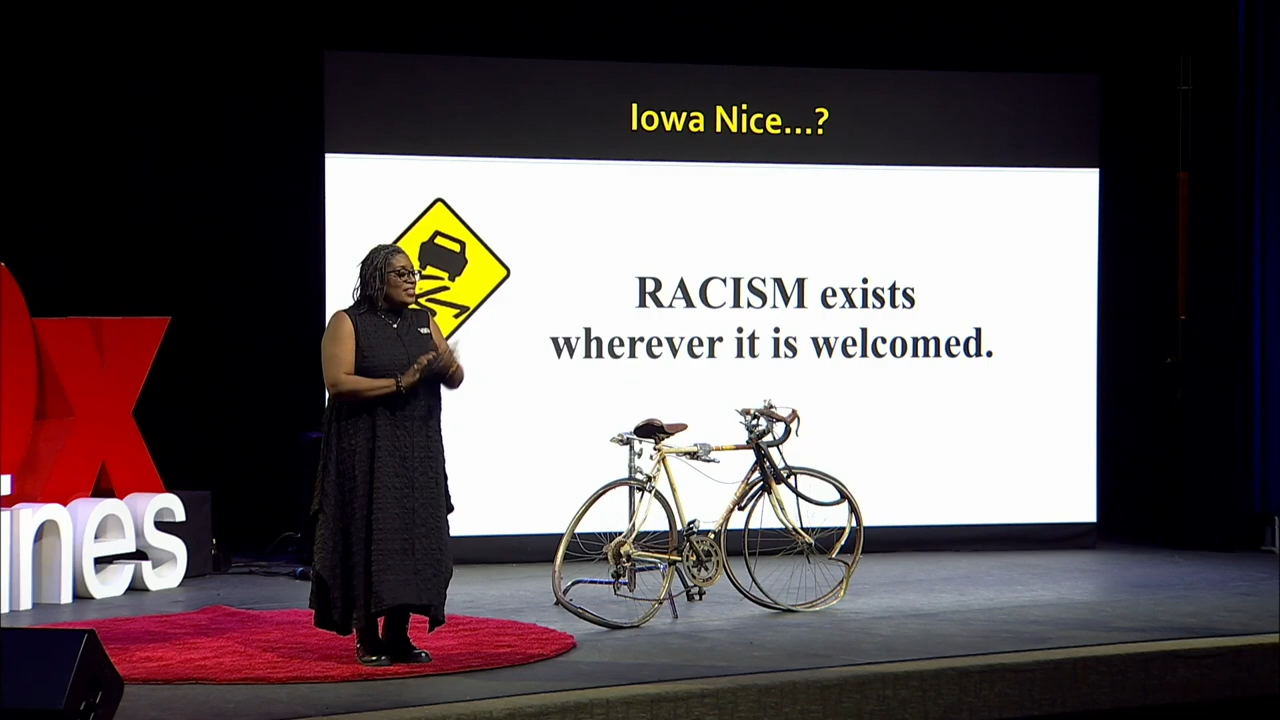 Iowa Nice...?
RACISM exists
wherever it is welcomed.
x
ines